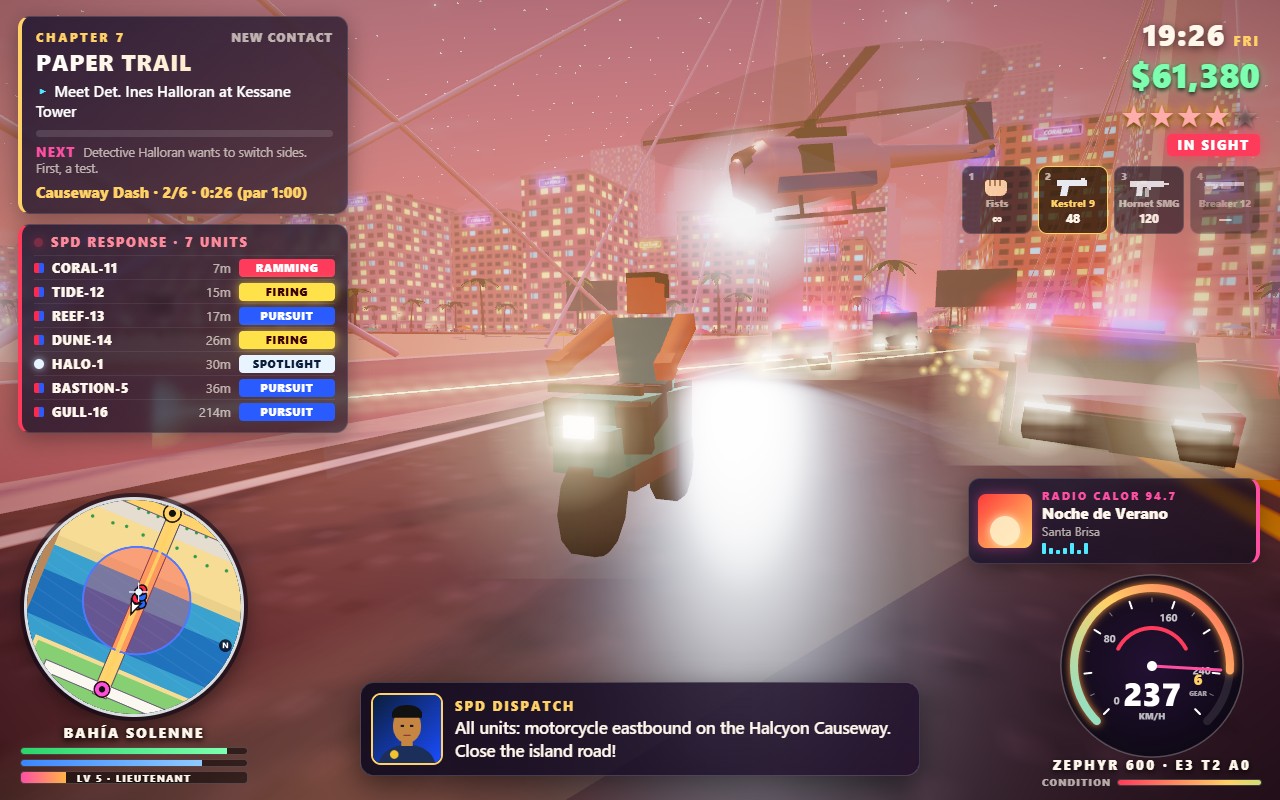 CHAPTER 7 NEW CONTACT
PAPER TRAIL
► Meet Det. Ines Halloran at Kessane
Tower
NEXT Detective Halloran wants to switch sides.
First, a test.
Causeway Dash · 2/6 · 0:26 (par 1:00)
SPD RESPONSE · 7 UNITS
CORAL-11 7m RAMMING
TIDE-12 15m FIRING
REEF-13 17m PURSUIT
DUNE-14 26m FIRING
HALO-1 30m SPOTLIGHT
BASTION-5 36m PURSUIT
GULL-16 214m PURSUIT
19:26 FRI
$61,380
IN SIGHT
1 2 3 4
Fists Kestrel 9 Hornet SMG Breaker 12
∞ 48 120 —
CORALINA
RADIO CALOR 94.7
Noche de Verano
Santa Brisa
N
BAHÍA SOLENNE
LV 5 · LIEUTENANT
SPD DISPATCH
All units: motorcycle eastbound on the Halcyon Causeway.
Close the island road!
0 80 160 240
6
GEAR
237
KM/H
ZEPHYR 600 · E3 T2 A0
CONDITION